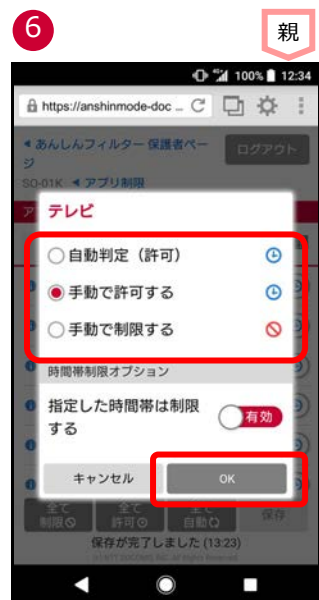 6
親
100% 12:34
https://anshinmode-doc ...
◀ あんしんフィルター 保護者ペー
ジ
ログアウト
SO-01K ◀ アプリ制限
ア
テレビ
自動判定（許可）
手動で許可する
手動で制限する
時間帯制限オプション
指定した時間帯は制限
する
有効
キャンセル
OK
全て
制限
全て
許可
全て
自動
保存
保存が完了しました (13:23)